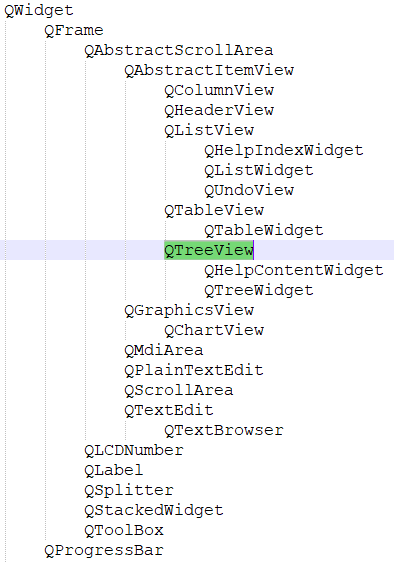 QWidget
QFrame
QAbstractScrollArea
QAbstractItemView
QColumnView
QHeaderView
QListView
QHelpIndexWidget
QListWidget
QUndoView
QTableView
QTableWidget
QTreeView
QHelpContentWidget
QTreeWidget
QGraphicsView
QChartView
QMdiArea
QPlainTextEdit
QScrollArea
QTextEdit
QTextBrowser
QLCDNumber
QLabel
QSplitter
QStackedWidget
QToolBox
QProgressBar